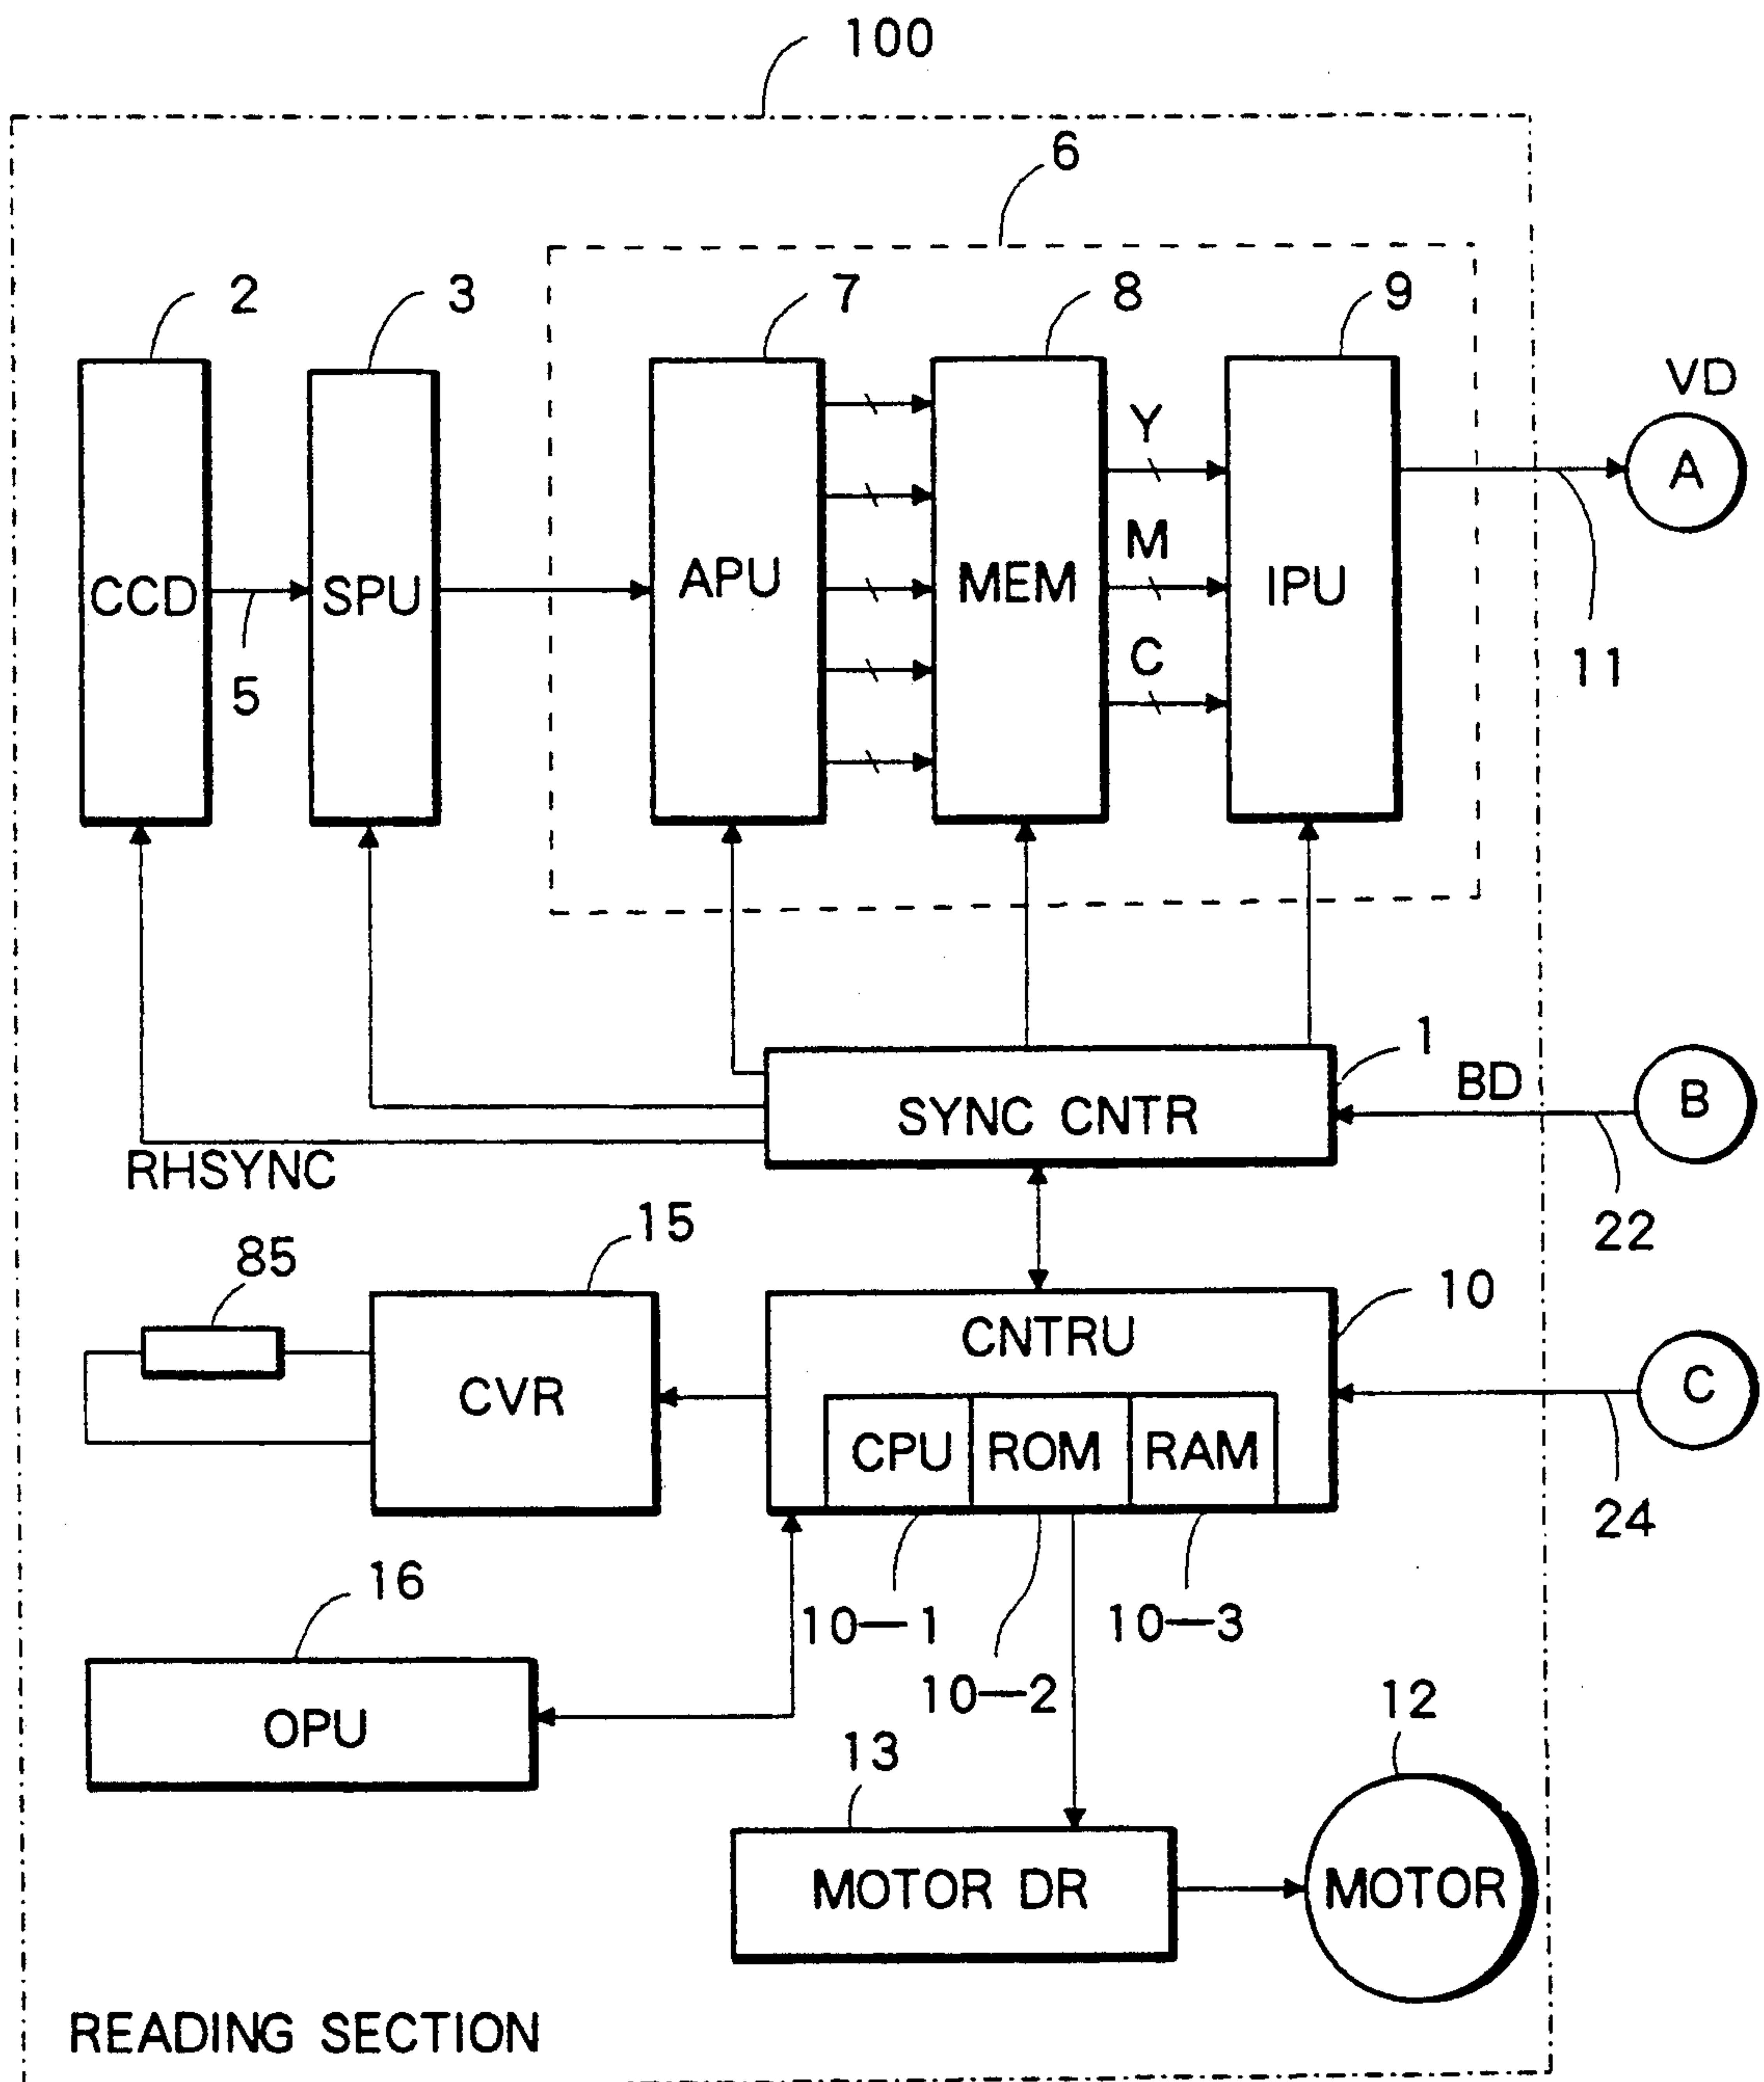 100
6
2
3
7
8
9
VD
A
Y
M
C
CCD
SPU
APU
MEM
IPU
5
11
1
BD
B
SYNC CNTR
RHSYNC
22
15
85
10
CNTRU
CVR
C
CPU ROM RAM
24
16
10—1
10—3
10—2
OPU
12
13
MOTOR DR
MOTOR
READING SECTION